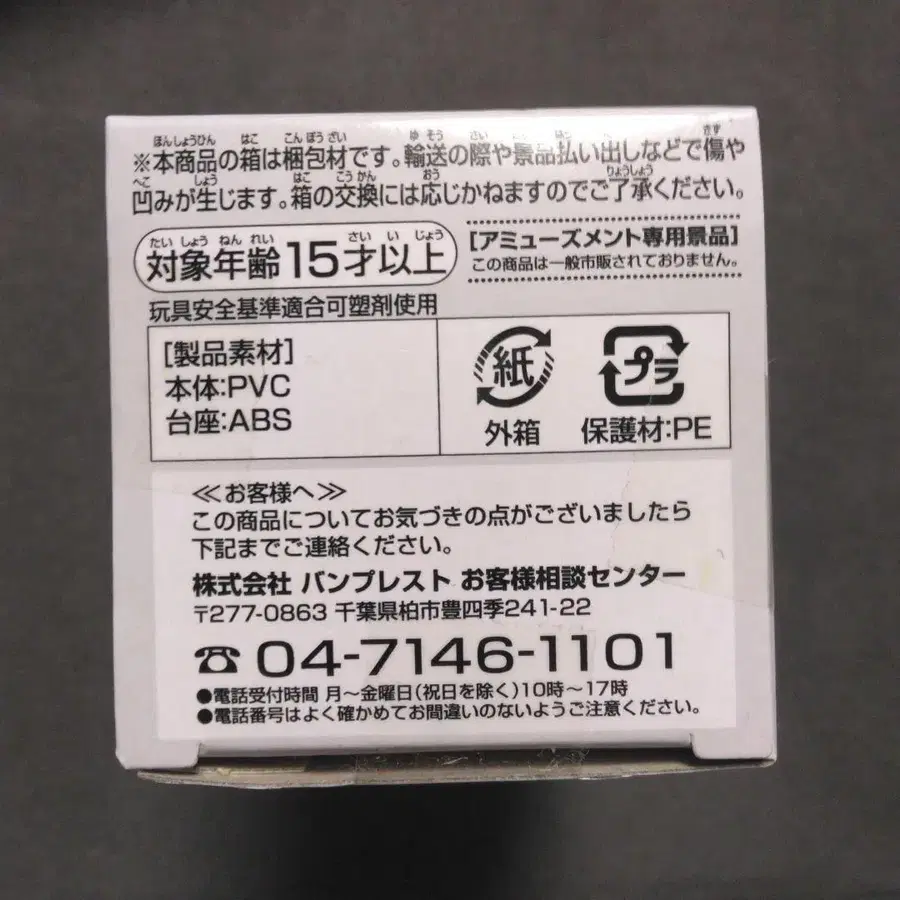 ※本商品の箱は梱包材です。輸送の際や景品払い出しなどで傷や
凹みが生じます。箱の交換には応じかねますのでご了承ください。
対象年齢15才以上
[アミューズメント専用景品]
この商品は一般市販されておりません。
玩具安全基準適合可塑剤使用
[製品素材]
本体:PVC
台座:ABS
紙
外箱
プラ
保護材:PE
≪お客様へ≫
この商品についてお気づきの点がございましたら
下記までご連絡ください。
株式会社 バンプレスト お客様相談センター
〒277-0863 千葉県柏市豊四季241-22
☎ 04-7146-1101
●電話受付時間 月～金曜日(祝日を除く)10時～17時
●電話番号はよく確かめてお間違いのないようご注意ください。